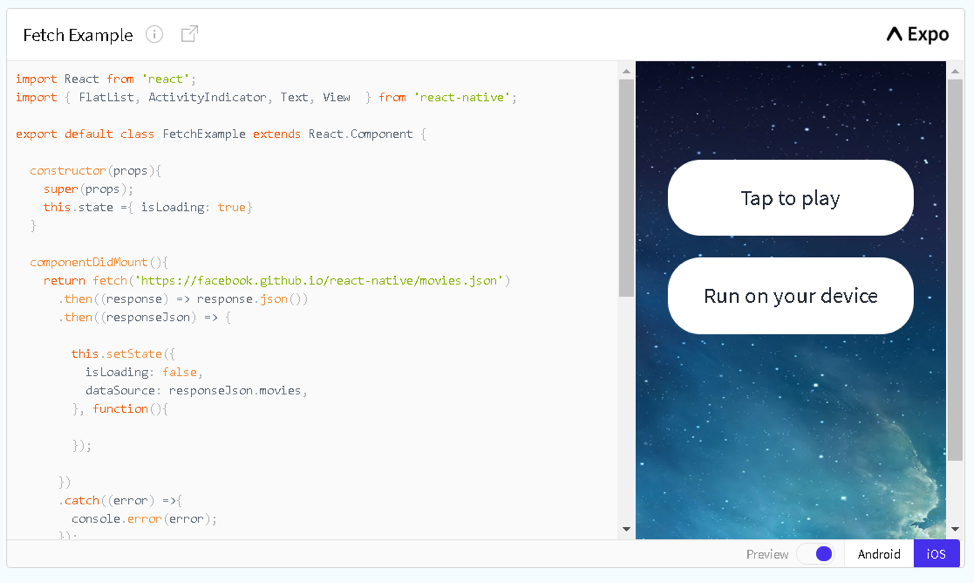 Fetch Example
Expo
import React from 'react';
import { FlatList, ActivityIndicator, Text, View  } from 'react-native';
export default class FetchExample extends React.Component {
constructor(props){
super(props);
this.state ={ isLoading: true}
}
componentDidMount(){
return fetch('https://facebook.github.io/react-native/movies.json')
.then((response) => response.json())
.then((responseJson) => {
this.setState({
isLoading: false,
dataSource: responseJson.movies,
}, function(){
});
})
.catch((error) =>{
console.error(error);
});
Tap to play
Run on your device
Preview
Android
iOS